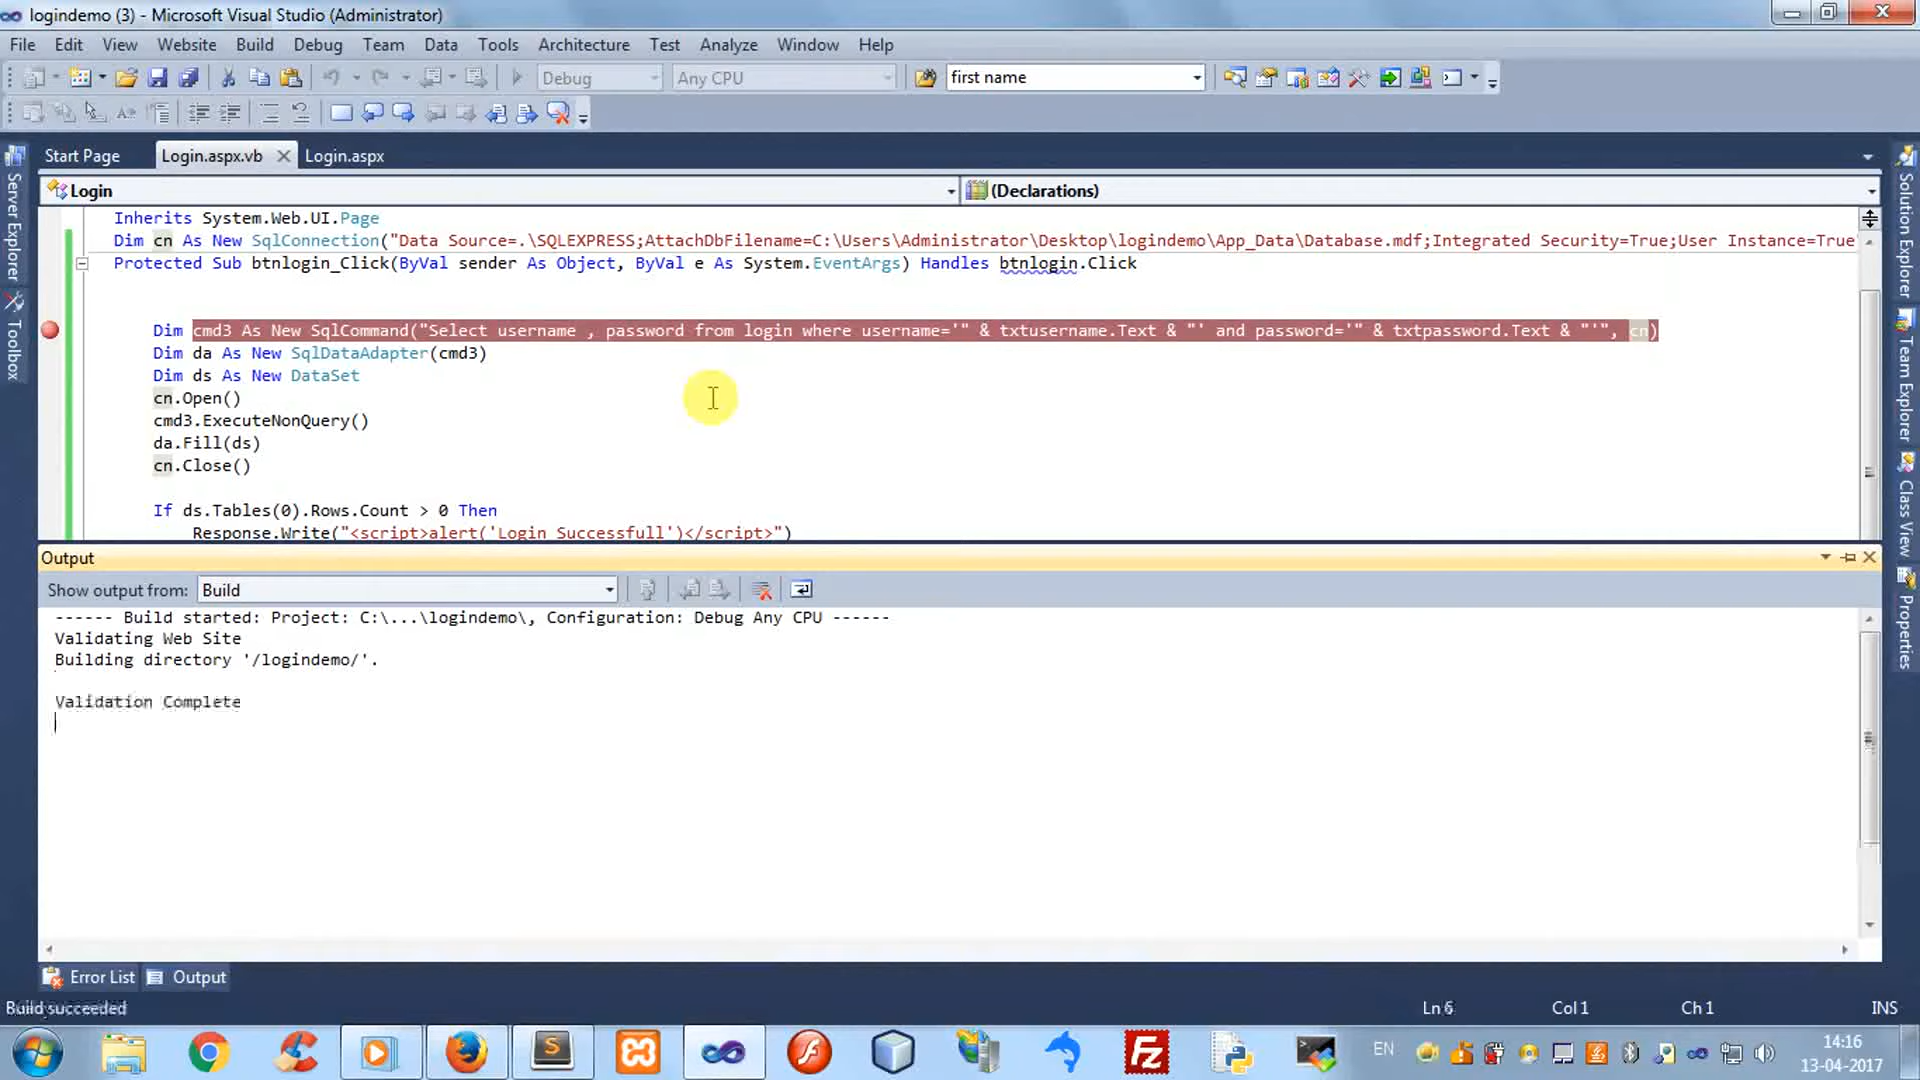 logindemo (3) - Microsoft Visual Studio (Administrator)
File Edit View Website Build Debug Team Data Tools Architecture Test Analyze Window Help
Debug Any CPU first name
Start Page Login.aspx.vb Login.aspx
Login (Declarations)
Inherits System.Web.UI.Page
Dim cn As New SqlConnection("Data Source=.\SQLEXPRESS;AttachDbFilename=C:\Users\Administrator\Desktop\logindemo\App_Data\Database.mdf;Integrated Security=True;User Instance=True"
Protected Sub btnlogin_Click(ByVal sender As Object, ByVal e As System.EventArgs) Handles btnlogin.Click
Dim cmd3 As New SqlCommand("Select username , password from login where username='" & txtusername.Text & "' and password='" & txtpassword.Text & "'", cn)
Dim da As New SqlDataAdapter(cmd3)
Dim ds As New DataSet
cn.Open()
cmd3.ExecuteNonQuery()
da.Fill(ds)
cn.Close()
If ds.Tables(0).Rows.Count > 0 Then
Response.Write("<script>alert('Login Successfull')</script>")
Server Explorer
Toolbox
Solution Explorer
Team Explorer
Class View
Properties
Output
Show output from: Build
------ Build started: Project: C:\...\logindemo\, Configuration: Debug Any CPU ------
Validating Web Site
Building directory '/logindemo/'.
Validation Complete
Error List Output
Build succeeded Ln 6 Col 1 Ch 1 INS
EN 14:16
13-04-2017